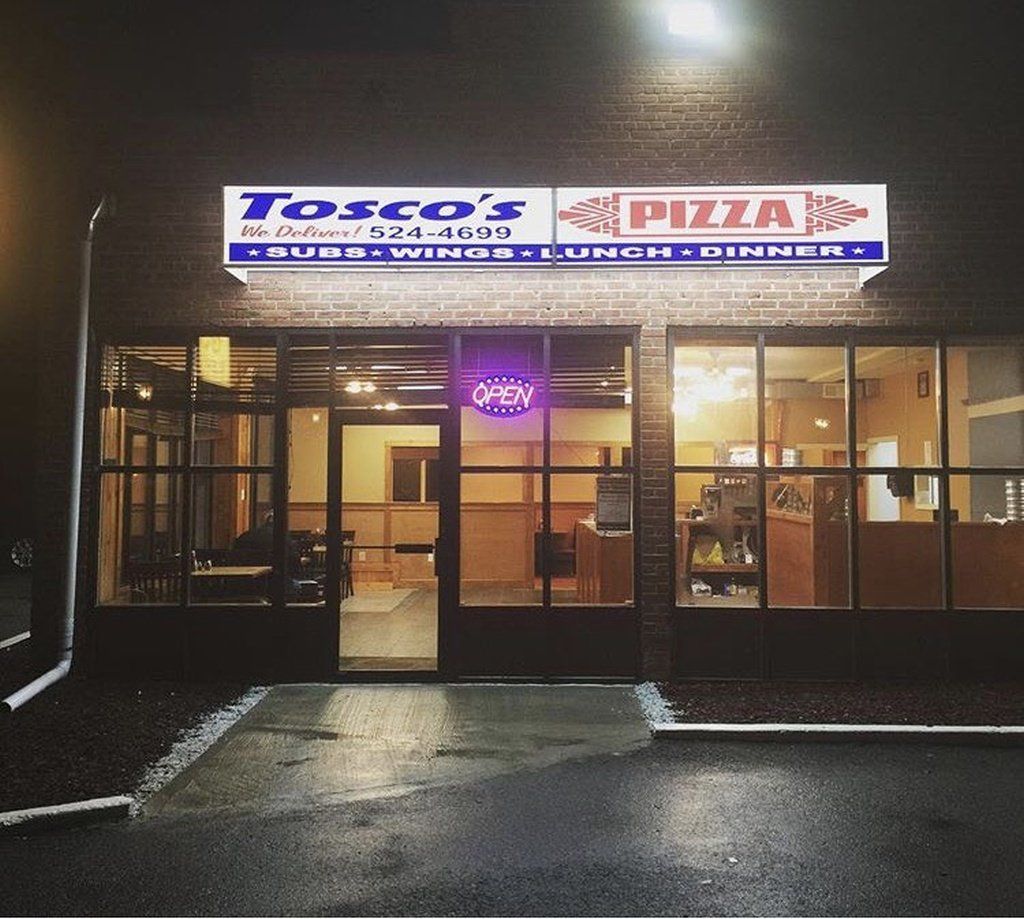 Tosco's
We Deliver! 524-4699
PIZZA
★ SUBS ★ WINGS ★ LUNCH ★ DINNER ★
OPEN